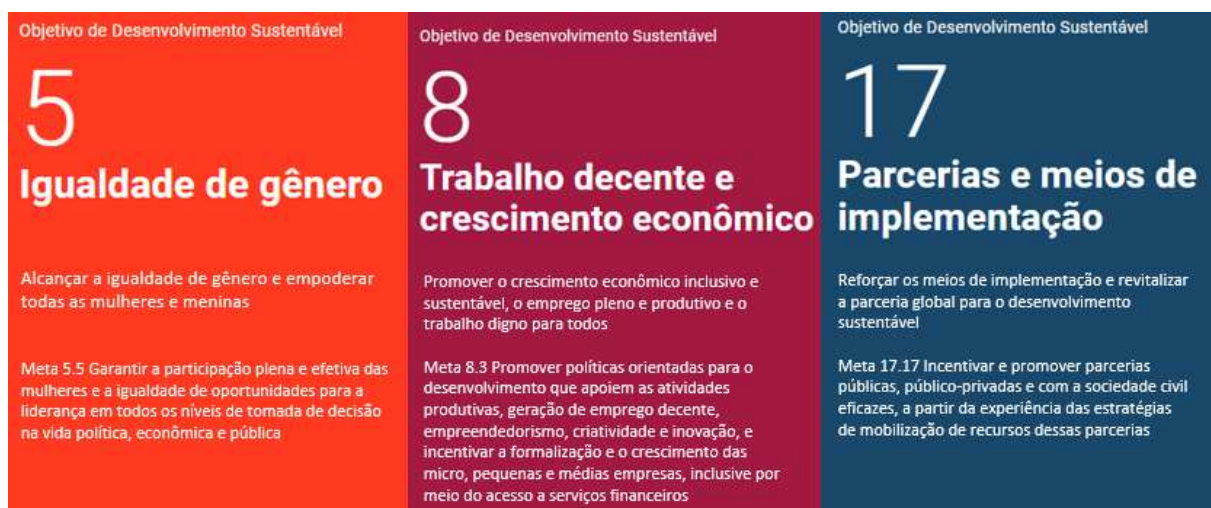 Objetivo de Desenvolvimento Sustentável
5
Igualdade de gênero
Alcançar a igualdade de gênero e empoderar
todas as mulheres e meninas
Meta 5.5 Garantir a participação plena e efetiva das
mulheres e a igualdade de oportunidades para a
liderança em todos os níveis de tomada de decisão
na vida política, econômica e pública
Objetivo de Desenvolvimento Sustentável
8
Trabalho decente e
crescimento econômico
Promover o crescimento econômico inclusivo e
sustentável, o emprego pleno e produtivo e o
trabalho digno para todos
Meta 8.3 Promover políticas orientadas para o
desenvolvimento que apoiem as atividades
produtivas, geração de emprego decente,
empreendedorismo, criatividade e inovação, e
incentivar a formalização e o crescimento das
micro, pequenas e médias empresas, inclusive por
meio do acesso a serviços financeiros
Objetivo de Desenvolvimento Sustentável
17
Parcerias e meios de
implementação
Reforçar os meios de implementação e revitalizar
a parceria global para o desenvolvimento
sustentável
Meta 17.17 Incentivar e promover parcerias
públicas, público-privadas e com a sociedade civil
eficazes, a partir da experiência das estratégias
de mobilização de recursos dessas parcerias